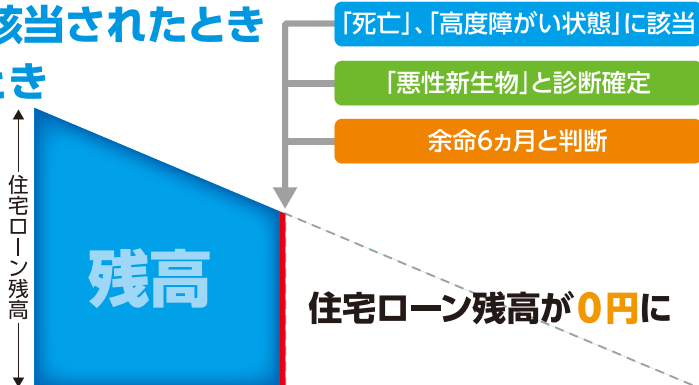 該当されたとき
とき
「死亡」、「高度障がい状態」に該当
「悪性新生物」と診断確定
余命6ヵ月と判断
住宅ローン残高
残高
住宅ローン残高が0円に